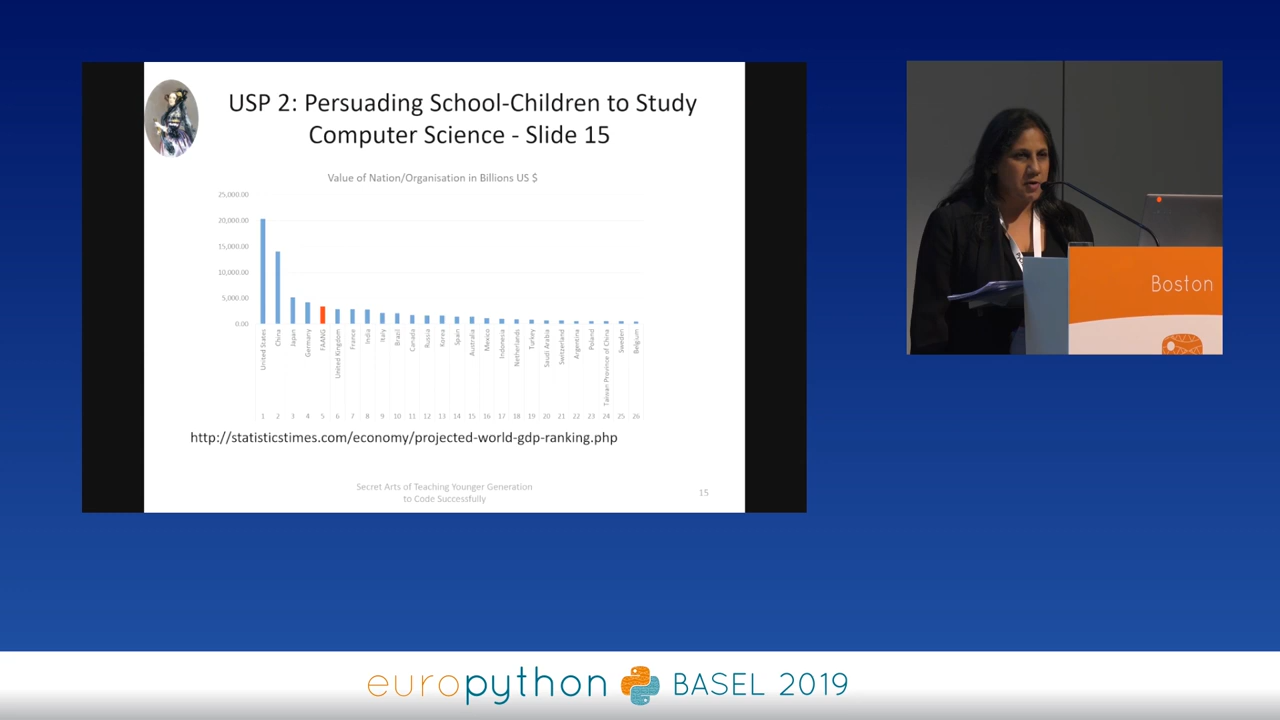 USP 2: Persuading School-Children to Study
Computer Science - Slide 15
Value of Nation/Organisation in Billions US $
25,000.00
20,000.00
15,000.00
10,000.00
5,000.00
0.00
United States
China
Japan
Germany
FAANG
United Kingdom
France
India
Italy
Brazil
Canada
Russia
Korea
Spain
Australia
Mexico
Indonesia
Netherlands
Turkey
Saudi Arabia
Switzerland
Argentina
Poland
Taiwan Province of China
Sweden
Belgium
1 2 3 4 5 6 7 8 9 10 11 12 13 14 15 16 17 18 19 20 21 22 23 24 25 26
http://statisticstimes.com/economy/projected-world-gdp-ranking.php
Secret Arts of Teaching Younger Generation
to Code Successfully
15
Boston
europython BASEL 2019